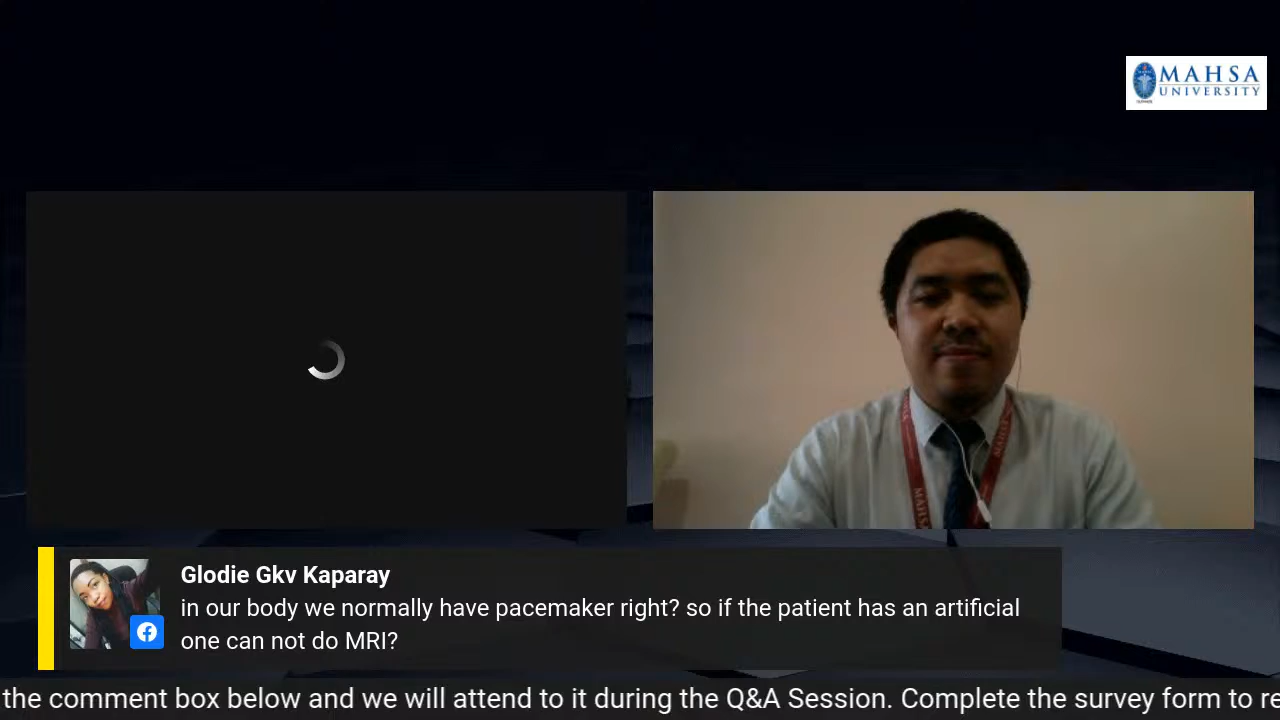 MAHSA
UNIVERSITY
MAHSA
MAHSA
Glodie Gkv Kaparay
in our body we normally have pacemaker right? so if the patient has an artificial
one can not do MRI?
the comment box below and we will attend to it during the Q&A Session. Complete the survey form to re